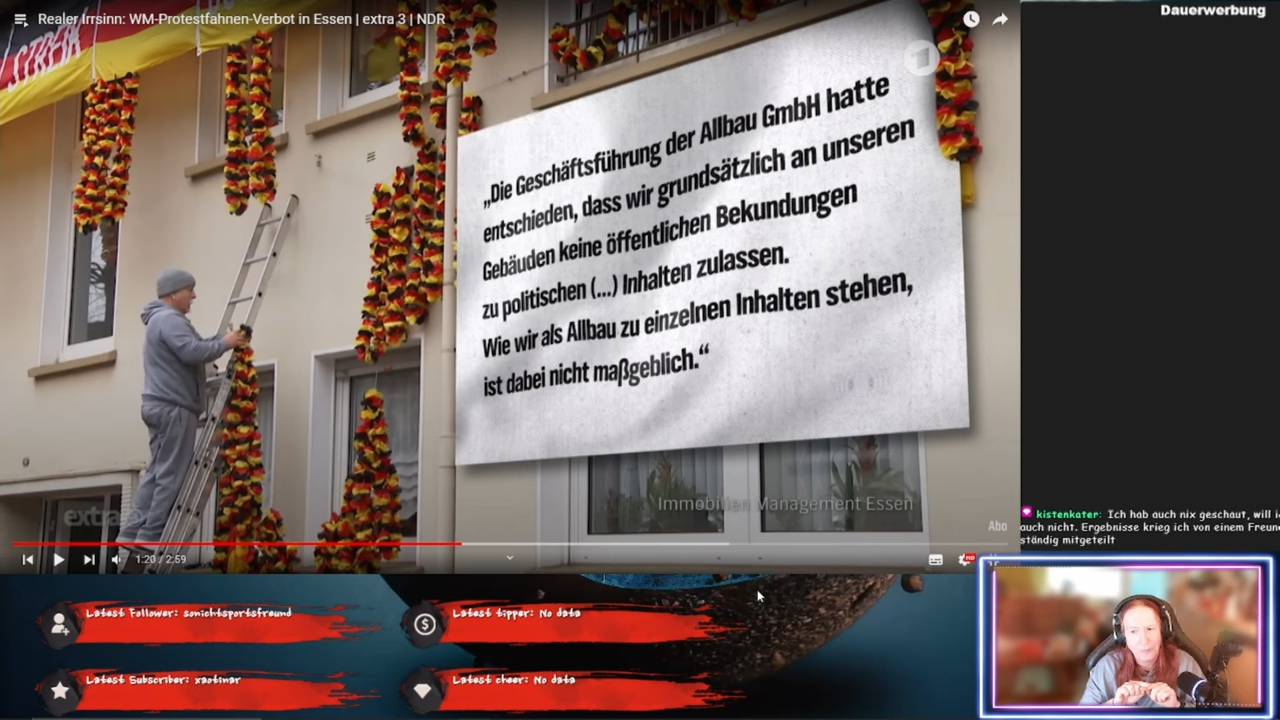 Realer Irrsinn: WM-Protestfahnen-Verbot in Essen | extra 3 | NDR
Dauerwerbung
STREIK
„Die Geschäftsführung der Allbau GmbH hatte
entschieden, dass wir grundsätzlich an unseren
Gebäuden keine öffentlichen Bekundungen
zu politischen (...) Inhalten zulassen.
Wie wir als Allbau zu einzelnen Inhalten stehen,
ist dabei nicht maßgeblich.“
Immobilien Management Essen
extra
Abo
1:20 / 2:59
HD
kistenkater: Ich hab auch nix geschaut, will
auch nicht. Ergebnisse krieg ich von einem
ständig mitgeteilt
Latest Follower: sonichtsportsfreund
Latest tipper: No data
Latest Subscriber: xaotinar
Latest cheer: No data